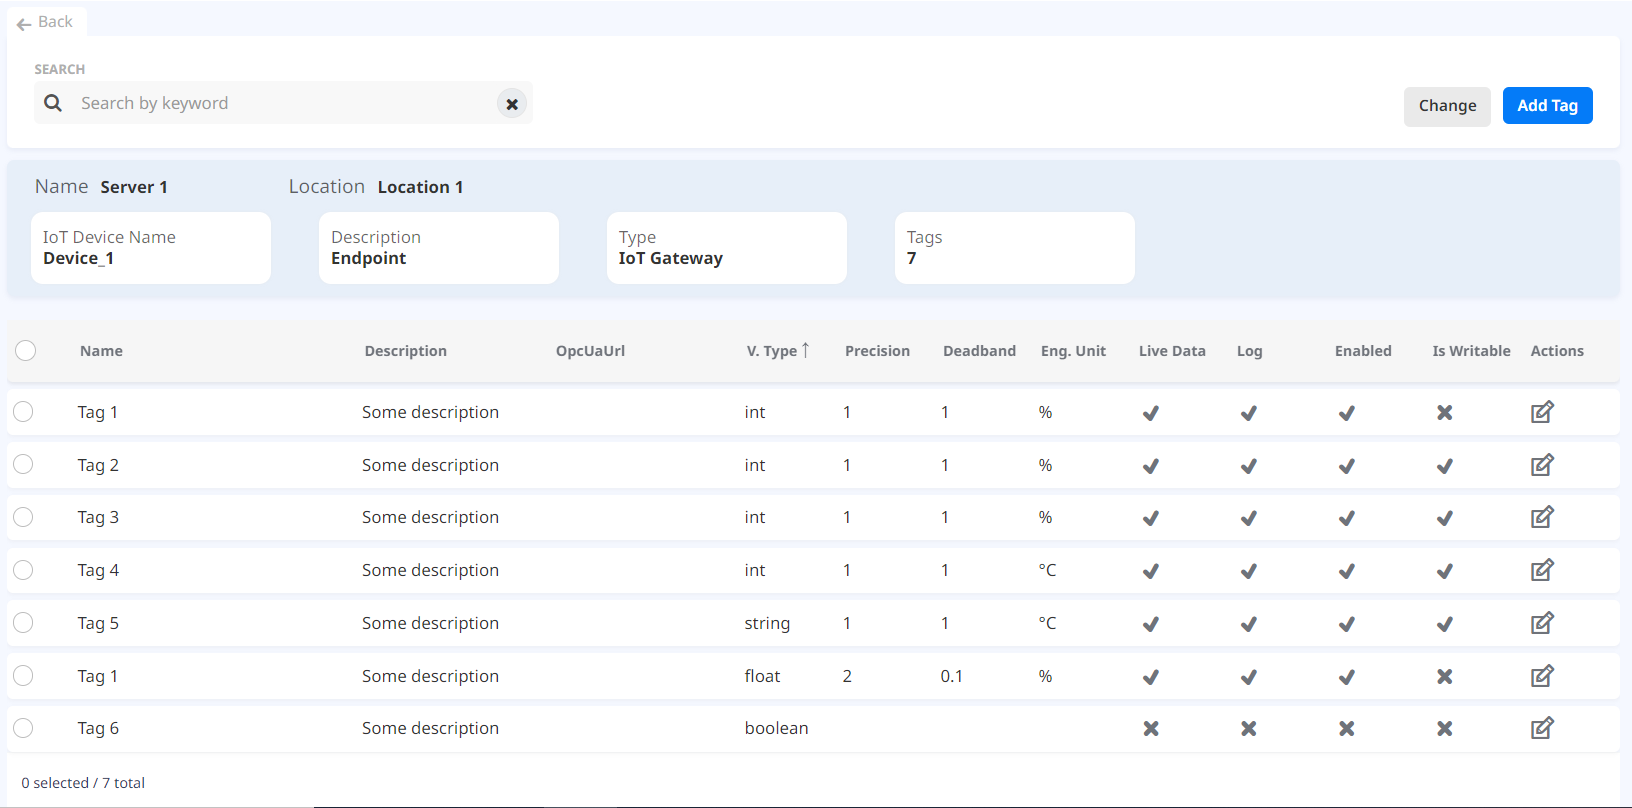 Back
SEARCH
Search by keyword
Change Add Tag
Name Server 1 Location Location 1
IoT Device Name Description Type Tags
Device_1 Endpoint IoT Gateway 7
Name Description OpcUaUrl V. Type ↑ Precision Deadband Eng. Unit Live Data Log Enabled Is Writable Actions
Tag 1 Some description int 1 1 %
Tag 2 Some description int 1 1 %
Tag 3 Some description int 1 1 %
Tag 4 Some description int 1 1 °C
Tag 5 Some description string 1 1 °C
Tag 1 Some description float 2 0.1 %
Tag 6 Some description boolean
0 selected / 7 total